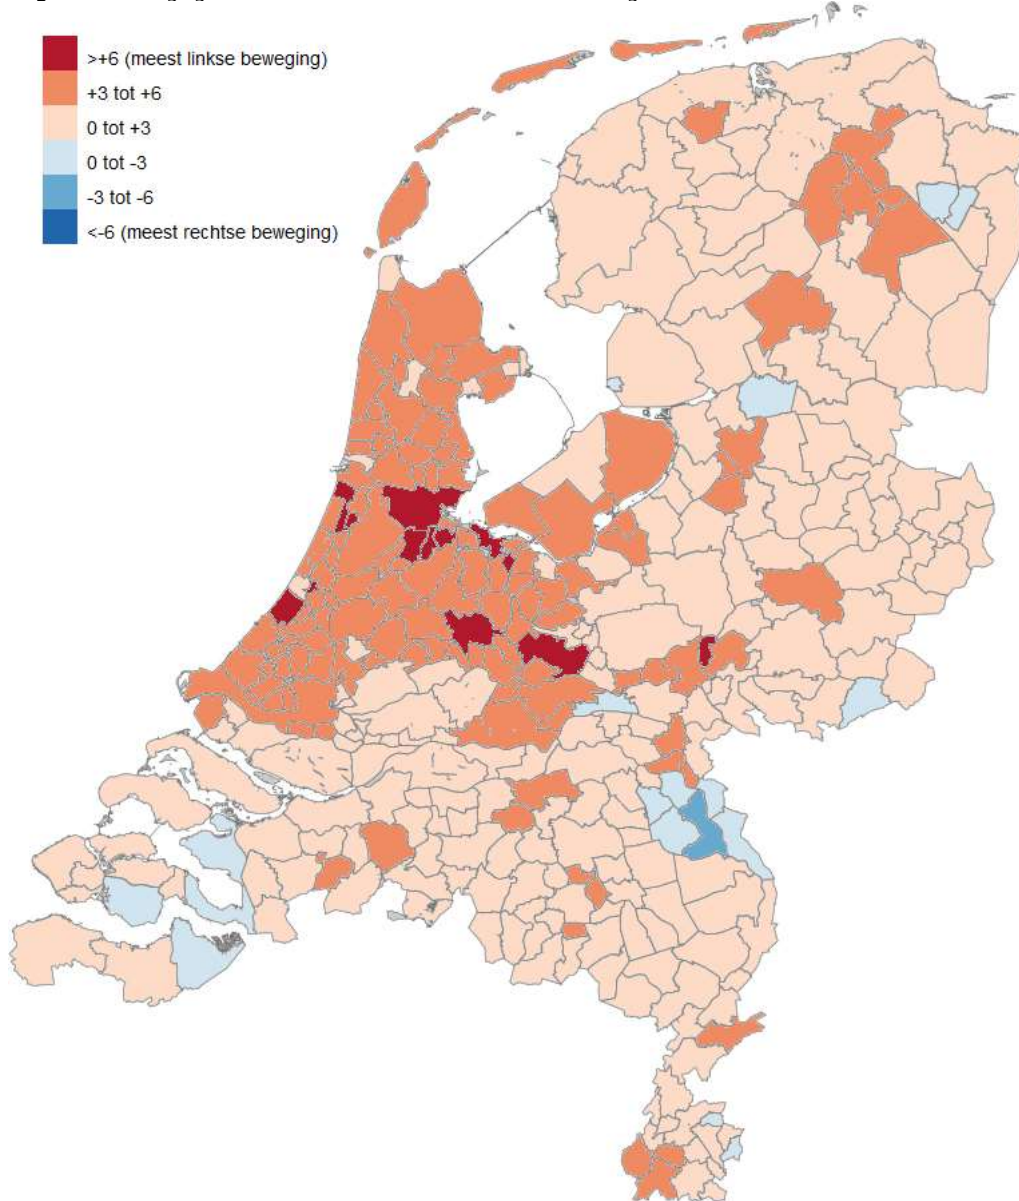 >+6 (meest linkse beweging)
+3 tot +6
0 tot +3
0 tot -3
-3 tot -6
<-6 (meest rechtse beweging)